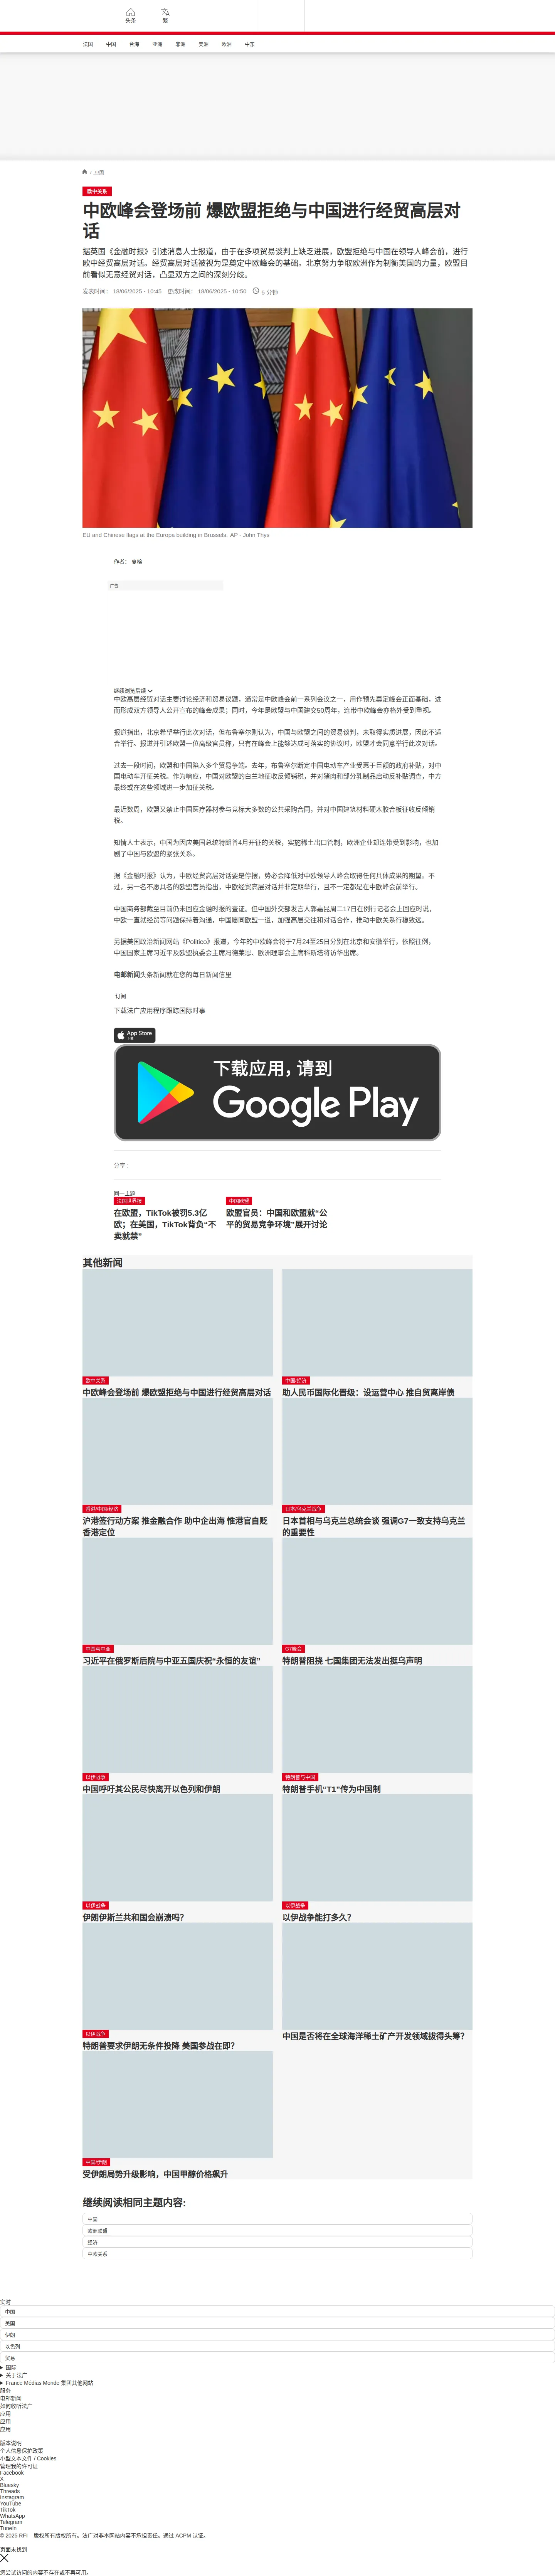 头条
繁
法国
中国
台海
亚洲
非洲
美洲
欧洲
中东
/ 中国
欧中关系
中欧峰会登场前 爆欧盟拒绝与中国进行经贸高层对
话
据英国《金融时报》引述消息人士报道，由于在多项贸易谈判上缺乏进展，欧盟拒绝与中国在领导人峰会前，进行
欧中经贸高层对话。经贸高层对话被视为是奠定中欧峰会的基础。北京努力争取欧洲作为制衡美国的力量，欧盟目
前看似无意经贸对话，凸显双方之间的深刻分歧。
发表时间： 18/06/2025 - 10:45 更改时间： 18/06/2025 - 10:50 5 分钟
EU and Chinese flags at the Europa building in Brussels. AP - John Thys
作者： 夏榕
广告
继续浏览后续
中欧高层经贸对话主要讨论经济和贸易议题，通常是中欧峰会前一系列会议之一，用作预先奠定峰会正面基础，进
而形成双方领导人公开宣布的峰会成果；同时，今年是欧盟与中国建交50周年，连带中欧峰会亦格外受到重视。
报道指出，北京希望举行此次对话，但布鲁塞尔则认为，中国与欧盟之间的贸易谈判，未取得实质进展，因此不适
合举行。报道并引述欧盟一位高级官员称，只有在峰会上能够达成可落实的协议时，欧盟才会同意举行此次对话。
过去一段时间，欧盟和中国陷入多个贸易争端。去年，布鲁塞尔断定中国电动车产业受惠于巨额的政府补贴，对中
国电动车开征关税。作为响应，中国对欧盟的白兰地征收反倾销税，并对猪肉和部分乳制品启动反补贴调查，中方
最终或在这些领域进一步加征关税。
最近数周，欧盟又禁止中国医疗器材参与竞标大多数的公共采购合同，并对中国建筑材料硬木胶合板征收反倾销
税。
知情人士表示，中国为因应美国总统特朗普4月开征的关税，实施稀土出口管制，欧洲企业却连带受到影响，也加
剧了中国与欧盟的紧张关系。
据《金融时报》认为，中欧经贸高层对话要是停摆，势必会降低对中欧领导人峰会取得任何具体成果的期望。不
过，另一名不愿具名的欧盟官员指出，中欧经贸高层对话并非定期举行，且不一定都是在中欧峰会前举行。
中国商务部截至目前仍未回应金融时报的查证。但中国外交部发言人郭嘉昆周二17日在例行记者会上回应时说，
中欧一直就经贸等问题保持着沟通，中国愿同欧盟一道，加强高层交往和对话合作，推动中欧关系行稳致远。
另据美国政治新闻网站《Politico》报道，今年的中欧峰会将于7月24至25日分别在北京和安徽举行，依照往例，
中国国家主席习近平及欧盟执委会主席冯德莱恩、欧洲理事会主席科斯塔将访华出席。
电邮新闻头条新闻就在您的每日新闻信里
订阅
下载法广应用程序跟踪国际时事
App Store
下载
下载应用，请到
Google Play
分享 :
同一主题
法国世界报
在欧盟，TikTok被罚5.3亿
欧；在美国，TikTok背负“不
卖就禁”
中国欧盟
欧盟官员：中国和欧盟就“公
平的贸易竞争环境”展开讨论
其他新闻
欧中关系
中欧峰会登场前 爆欧盟拒绝与中国进行经贸高层对话
中国/经济
助人民币国际化晋级：设运营中心 推自贸离岸债
香港/中国/经济
沪港签行动方案 推金融合作 助中企出海 惟港官自贬
香港定位
日本/乌克兰战争
日本首相与乌克兰总统会谈 强调G7一致支持乌克兰
的重要性
中国与中亚
习近平在俄罗斯后院与中亚五国庆祝“永恒的友谊”
G7峰会
特朗普阻挠 七国集团无法发出挺乌声明
以伊战争
中国呼吁其公民尽快离开以色列和伊朗
特朗普与中国
特朗普手机“T1”传为中国制
以伊战争
伊朗伊斯兰共和国会崩溃吗？
以伊战争
以伊战争能打多久？
以伊战争
特朗普要求伊朗无条件投降 美国参战在即？
中国是否将在全球海洋稀土矿产开发领域拔得头筹？
中国/伊朗
受伊朗局势升级影响，中国甲醇价格飙升
继续阅读相同主题内容:
中国
欧洲联盟
经济
中欧关系
实时
中国
美国
伊朗
以色列
贸易
国际
关于法广
France Médias Monde 集团其他网站
服务
电邮新闻
如何收听法广
应用
应用
应用
版本说明
个人信息保护政策
小型文本文件 / Cookies
管理我的许可证
Facebook
X
Bluesky
Threads
Instagram
YouTube
TikTok
WhatsApp
Telegram
TuneIn
© 2025 RFI – 版权所有版权所有。法广对非本网站内容不承担责任。通过 ACPM 认证。
页面未找到
您尝试访问的内容不存在或不再可用。